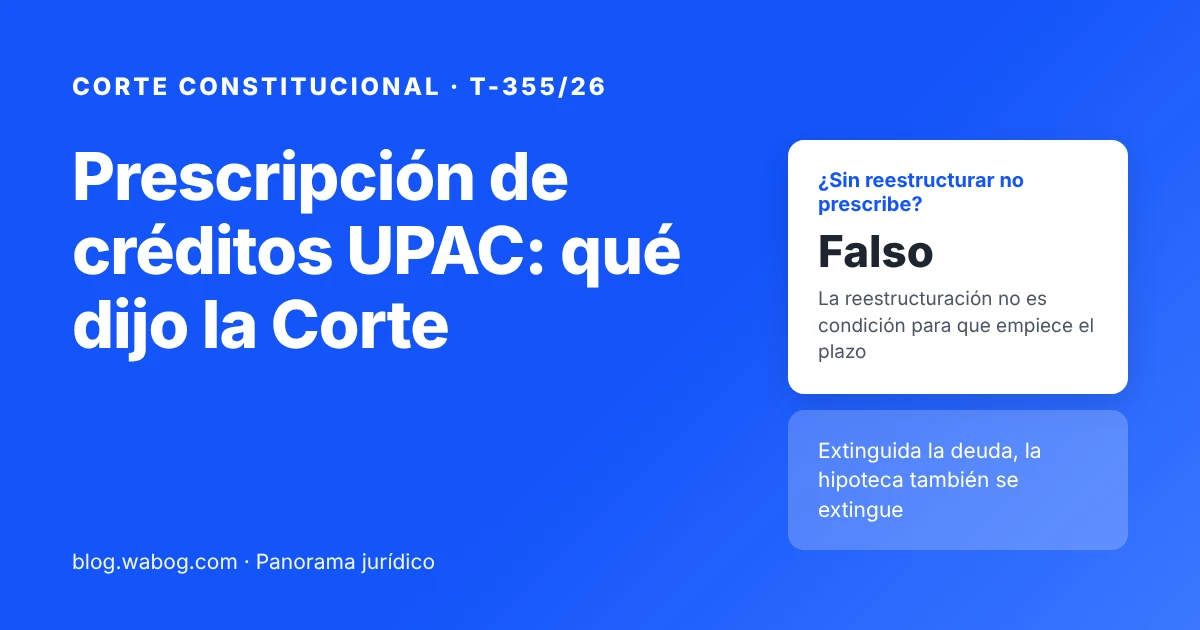 CORTE CONSTITUCIONAL · T-355/26
Prescripción de
créditos UPAC: qué
dijo la Corte
¿Sin reestructurar no
prescribe?
Falso
La reestructuración no es
condición para que empiece el
plazo
Extinguida la deuda, la
hipoteca también se
extingue
blog.wabog.com · Panorama jurídico